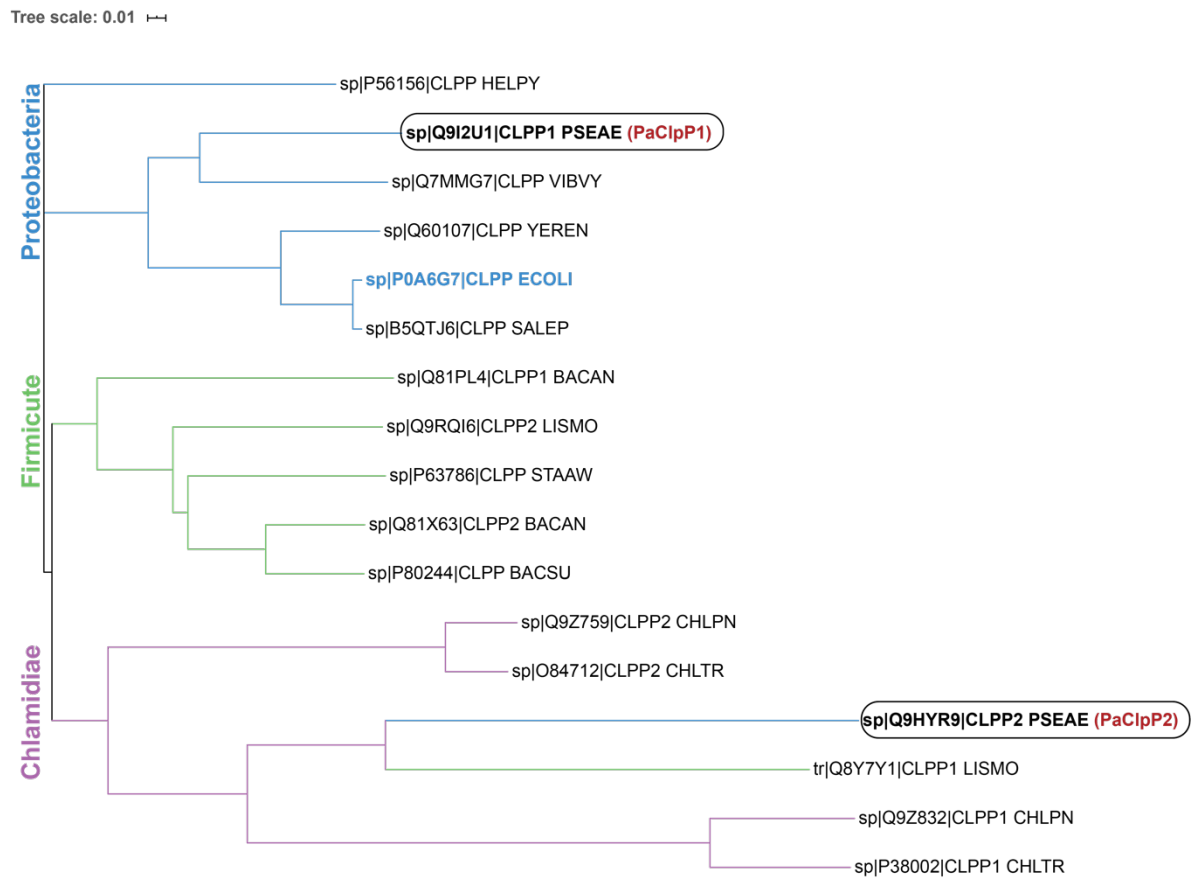 Tree scale: 0.01
Proteobacteria
sp|P56156|CLPP HELPY
sp|Q9I2U1|CLPP1 PSEAE (PaClpP1)
sp|Q7MMG7|CLPP VIBVY
sp|Q60107|CLPP YEREN
sp|P0A6G7|CLPP ECOLI
sp|B5QTJ6|CLPP SALEP
Firmicute
sp|Q81PL4|CLPP1 BACAN
sp|Q9RQI6|CLPP2 LISMO
sp|P63786|CLPP STAAW
sp|Q81X63|CLPP2 BACAN
sp|P80244|CLPP BACSU
Chlamidiae
sp|Q9Z759|CLPP2 CHLPN
sp|O84712|CLPP2 CHLTR
sp|Q9HYR9|CLPP2 PSEAE (PaClpP2)
tr|Q8Y7Y1|CLPP1 LISMO
sp|Q9Z832|CLPP1 CHLPN
sp|P38002|CLPP1 CHLTR